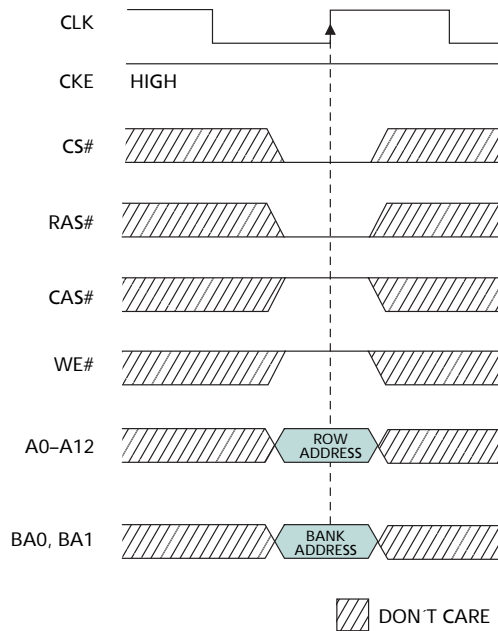 CLK
CKE HIGH
CS#
RAS#
CAS#
WE#
A0–A12 ROW
ADDRESS
BA0, BA1 BANK
ADDRESS
DON´T CARE